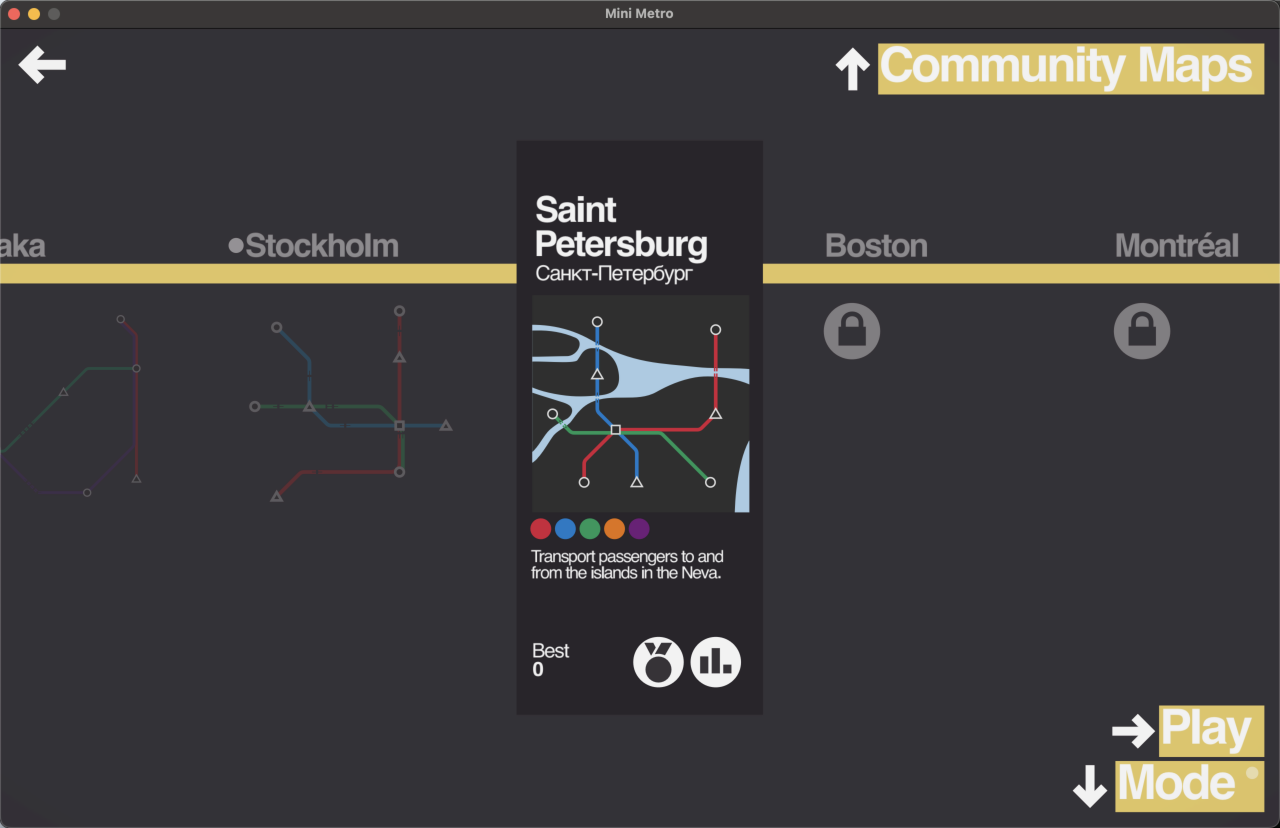 Mini Metro
Community Maps
aka
Stockholm
Saint
Petersburg
Санкт-Петербург
Boston
Montréal
Transport passengers to and
from the islands in the Neva.
Best
0
Play
Mode